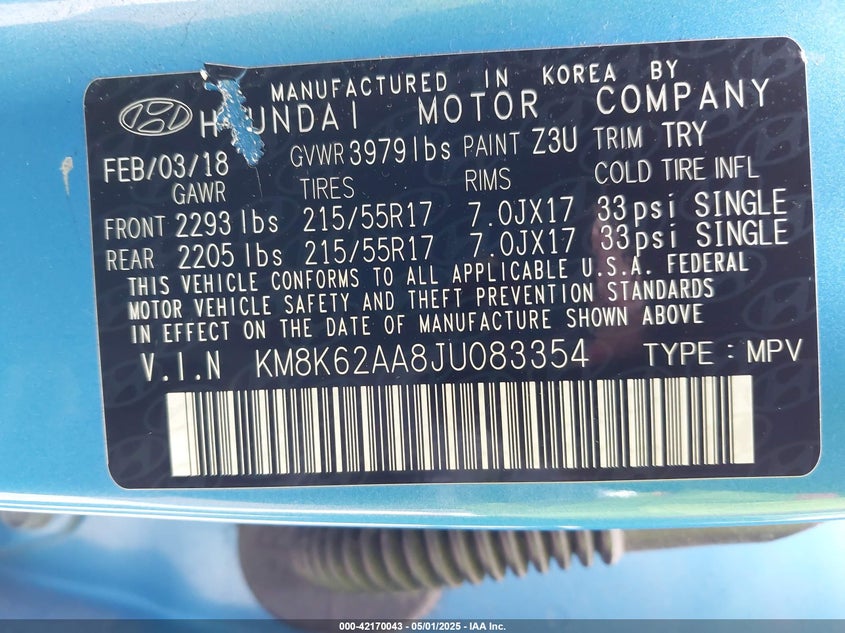 MANUFACTURED IN KOREA BY
HYUNDAI MOTOR COMPANY
FEB/03/18 GVWR 3979lbs PAINT Z3U TRIM TRY
GAWR TIRES RIMS COLD TIRE INFL
FRONT 2293 lbs 215/55R17 7.0JX17 33psi SINGLE
REAR 2205 lbs 215/55R17 7.0JX17 33psi SINGLE
THIS VEHICLE CONFORMS TO ALL APPLICABLE U.S.A. FEDERAL
MOTOR VEHICLE SAFETY AND THEFT PREVENTION STANDARDS
IN EFFECT ON THE DATE OF MANUFACTURE SHOWN ABOVE.
V.I.N KM8K62AA8JU083354 TYPE : MPV
000-42170043 - 05/01/2025 - IAA Inc.